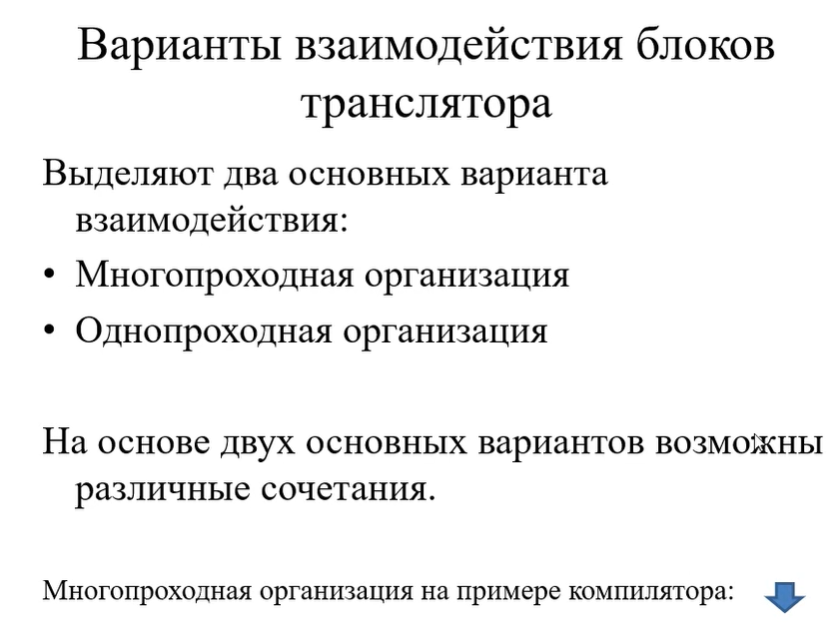 Варианты взаимодействия блоков
транслятора
Выделяют два основных варианта
взаимодействия:
• Многопроходная организация
• Однопроходная организация
На основе двух основных вариантов возможны
различные сочетания.
Многопроходная организация на примере компилятора: